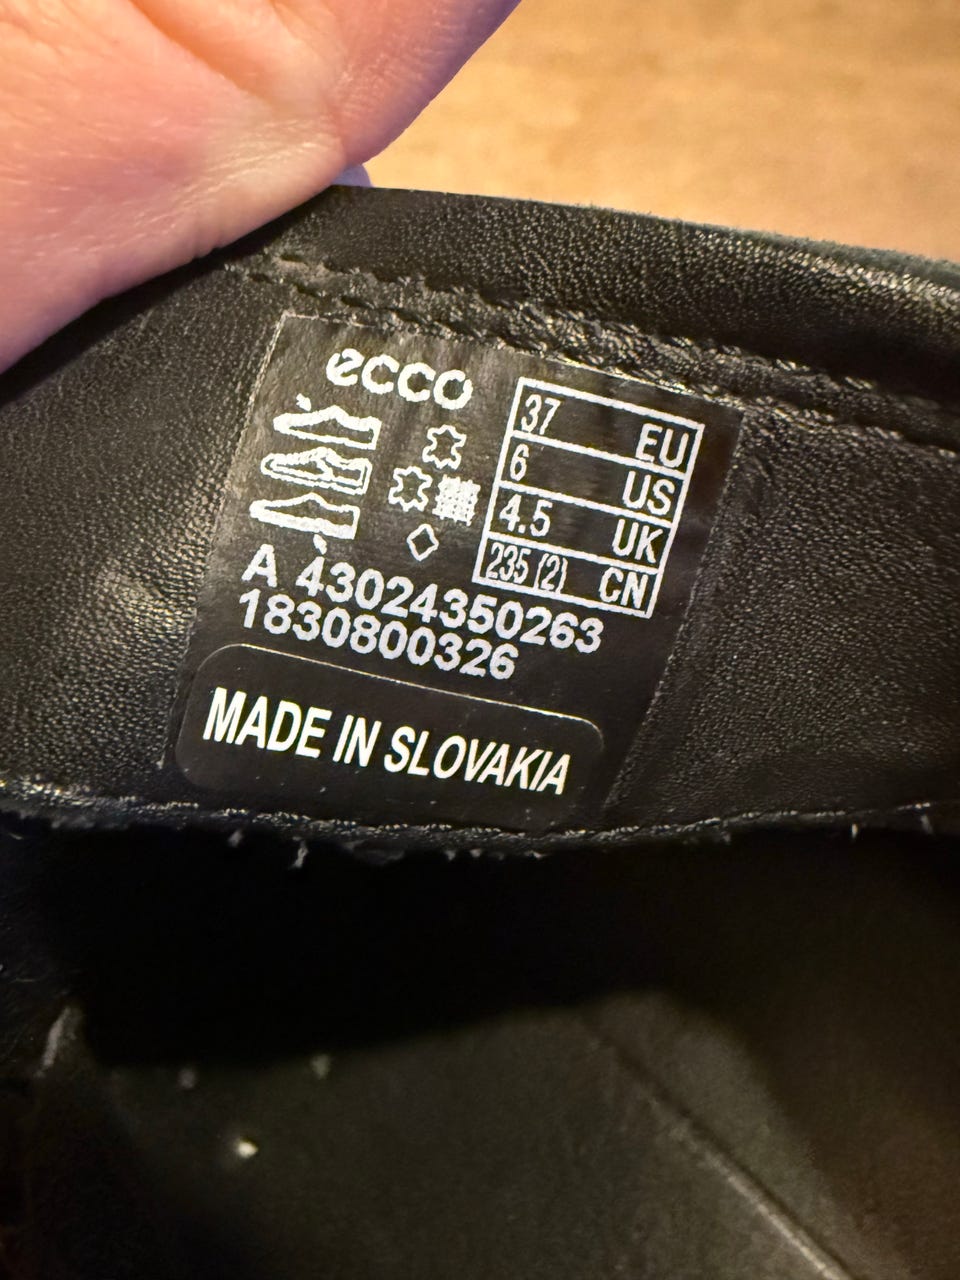 ecco
37 EU
6 US
4.5 UK
235 (2) CN
A 43024350263
1830800326
MADE IN SLOVAKIA